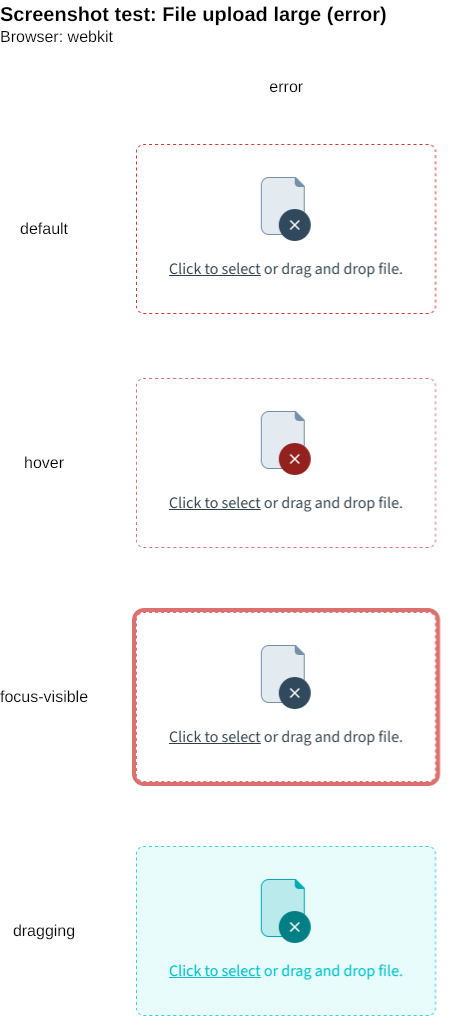 Screenshot test: File upload large (error)
Browser: webkit
error
default
Click to select or drag and drop file.
hover
Click to select or drag and drop file.
focus-visible
Click to select or drag and drop file.
dragging
Click to select or drag and drop file.